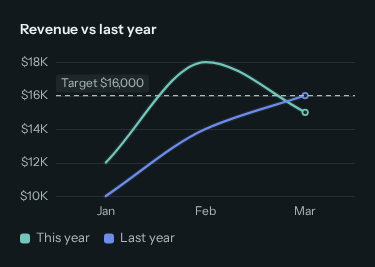 Revenue vs last year
$18K
Target $16,000
$16K
$14K
$12K
$10K
Jan Feb Mar
This year Last year